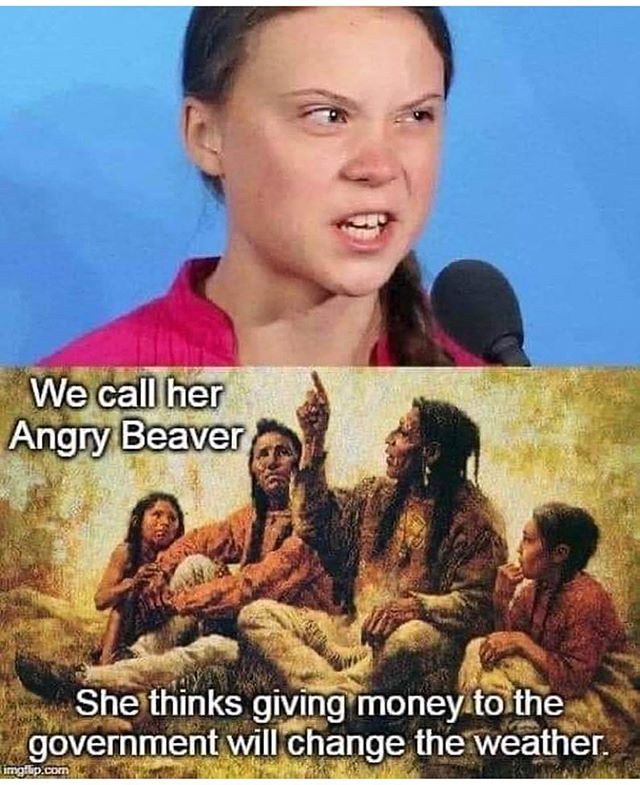 We call her
Angry Beaver
She thinks giving money to the
government will change the weather.
imgflip.com